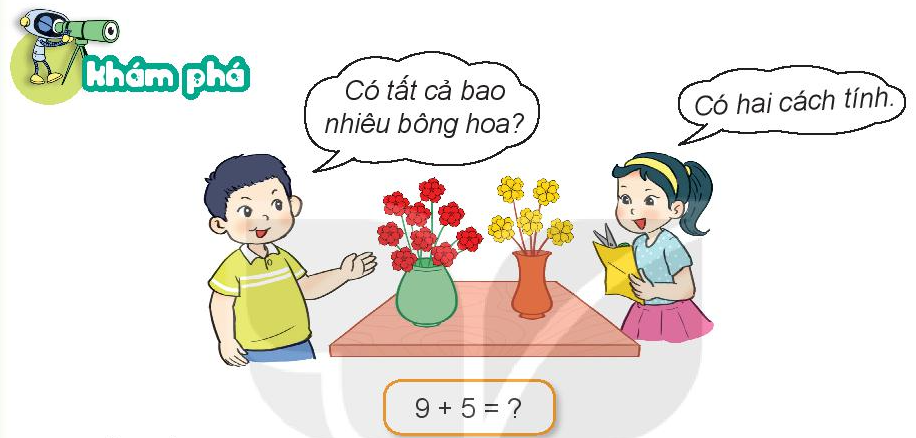 Khám phá
Có tất cả bao
nhiêu bông hoa?
Có hai cách tính.
9 + 5 = ?